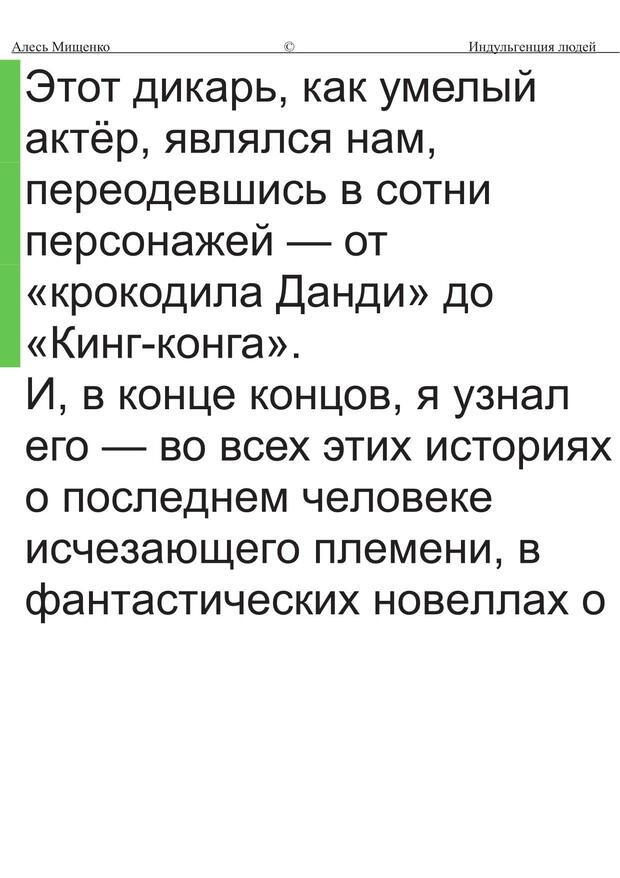 Алесь Мищенко © Индульгенция людей
Этот дикарь, как умелый
актёр, являлся нам,
переодевшись в сотни
персонажей — от
«крокодила Данди» до
«Кинг-конга».
И, в конце концов, я узнал
его — во всех этих историях
о последнем человеке
исчезающего племени, в
фантастических новеллах о